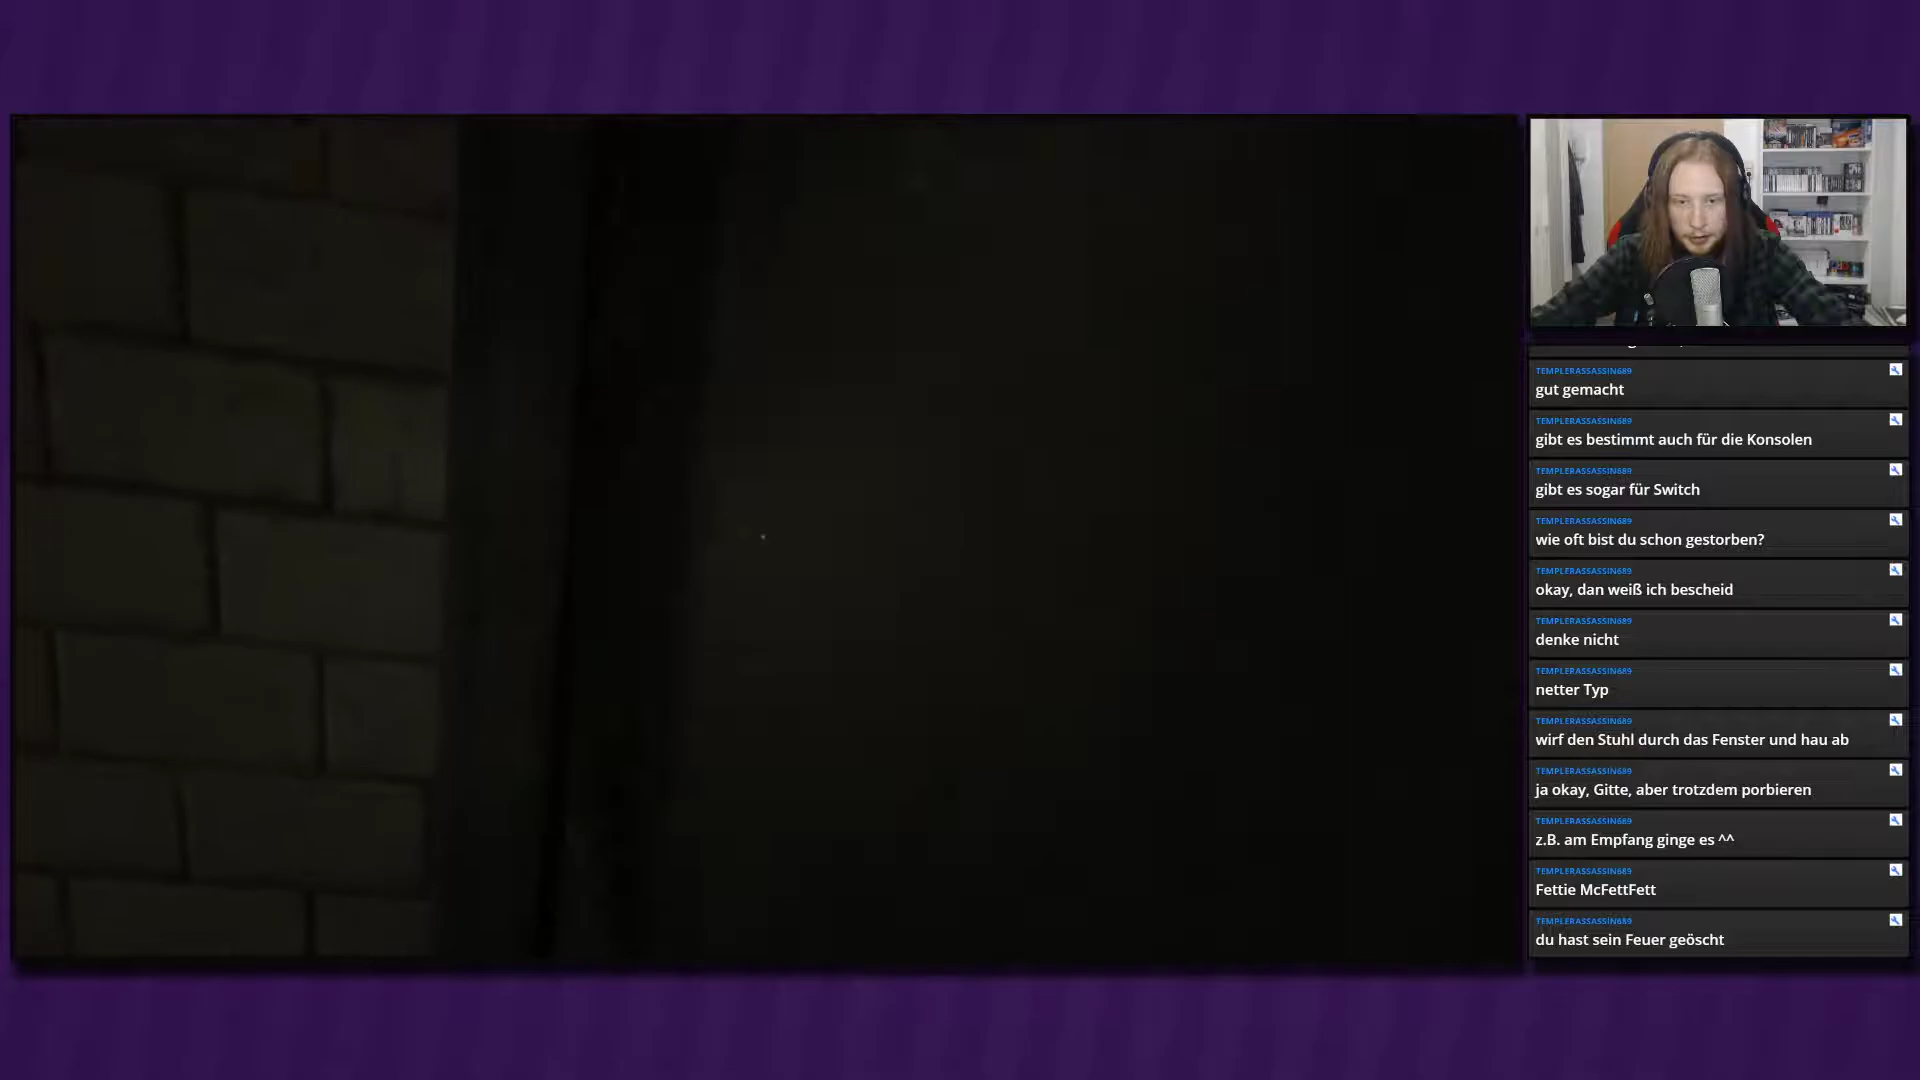 TEMPLERASSASSIN689
gut gemacht
TEMPLERASSASSIN689
gibt es bestimmt auch für die Konsolen
TEMPLERASSASSIN689
gibt es sogar für Switch
TEMPLERASSASSIN689
wie oft bist du schon gestorben?
TEMPLERASSASSIN689
okay, dan weiß ich bescheid
TEMPLERASSASSIN689
denke nicht
TEMPLERASSASSIN689
netter Typ
TEMPLERASSASSIN689
wirf den Stuhl durch das Fenster und hau ab
TEMPLERASSASSIN689
ja okay, Gitte, aber trotzdem porbieren
TEMPLERASSASSIN689
z.B. am Empfang ginge es ^^
TEMPLERASSASSIN689
Fettie McFettFett
TEMPLERASSASSIN689
du hast sein Feuer geöscht